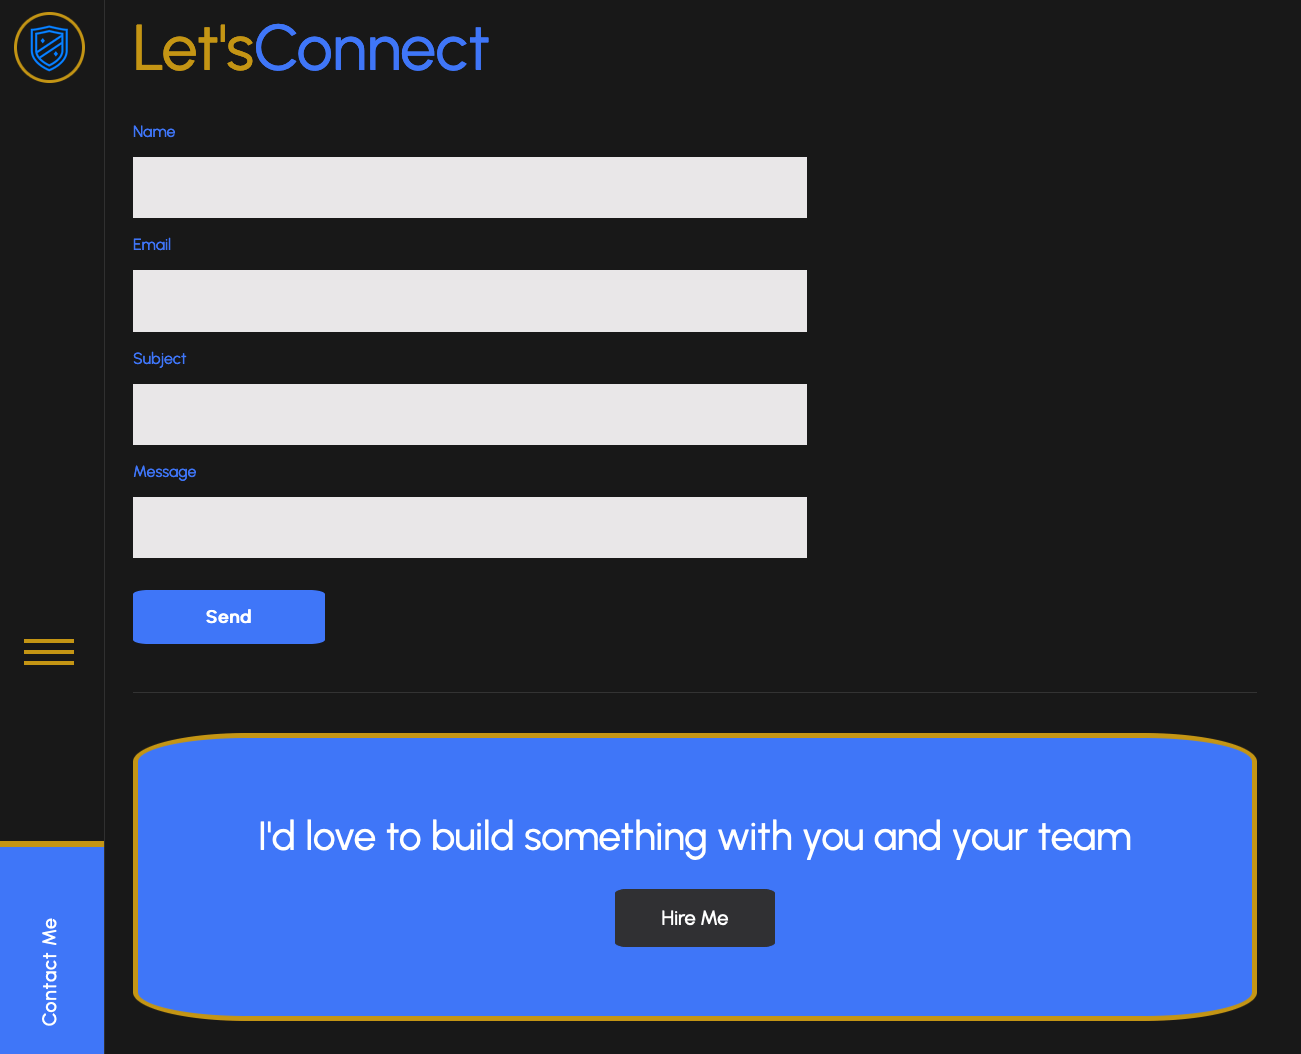 Let'sConnect
Name
Email
Subject
Message
Send
I'd love to build something with you and your team
Hire Me
Contact Me